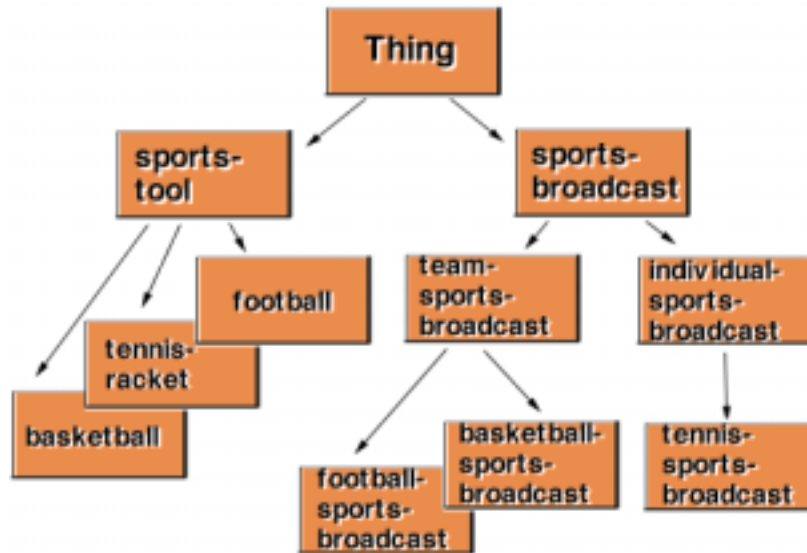 Thing
sports-
tool
sports-
broadcast
football
team-
sports-
broadcast
individual-
sports-
broadcast
tennis-
racket
basketball
football-
sports-
broadcast
basketball-
sports-
broadcast
tennis-
sports-
broadcast